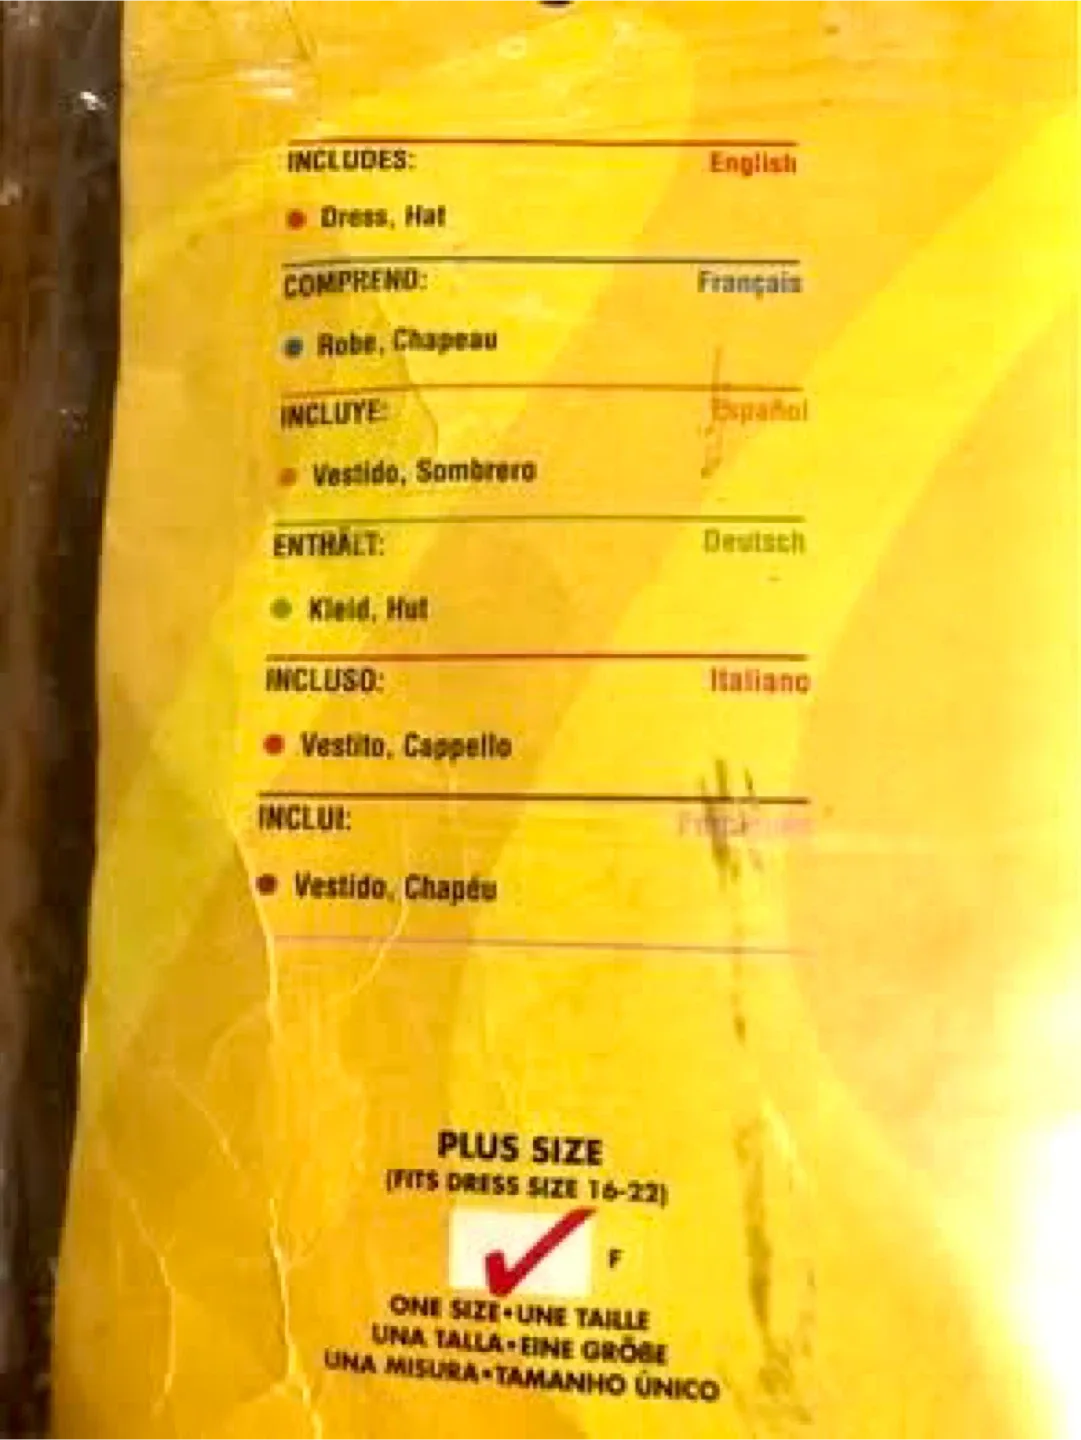 INCLUDES: English
• Dress, Hat
COMPREND: Français
• Robe, Chapeau
INCLUYE: Español
• Vestido, Sombrero
ENTHÄLT: Deutsch
• Kleid, Hut
INCLUSO: Italiano
• Vestito, Cappello
INCLUI:
• Vestido, Chapéu
PLUS SIZE
(FITS DRESS SIZE 16-22)
F
ONE SIZE•UNE TAILLE
UNA TALLA•EINE GRÖßE
UNA MISURA•TAMANHO ÚNICO